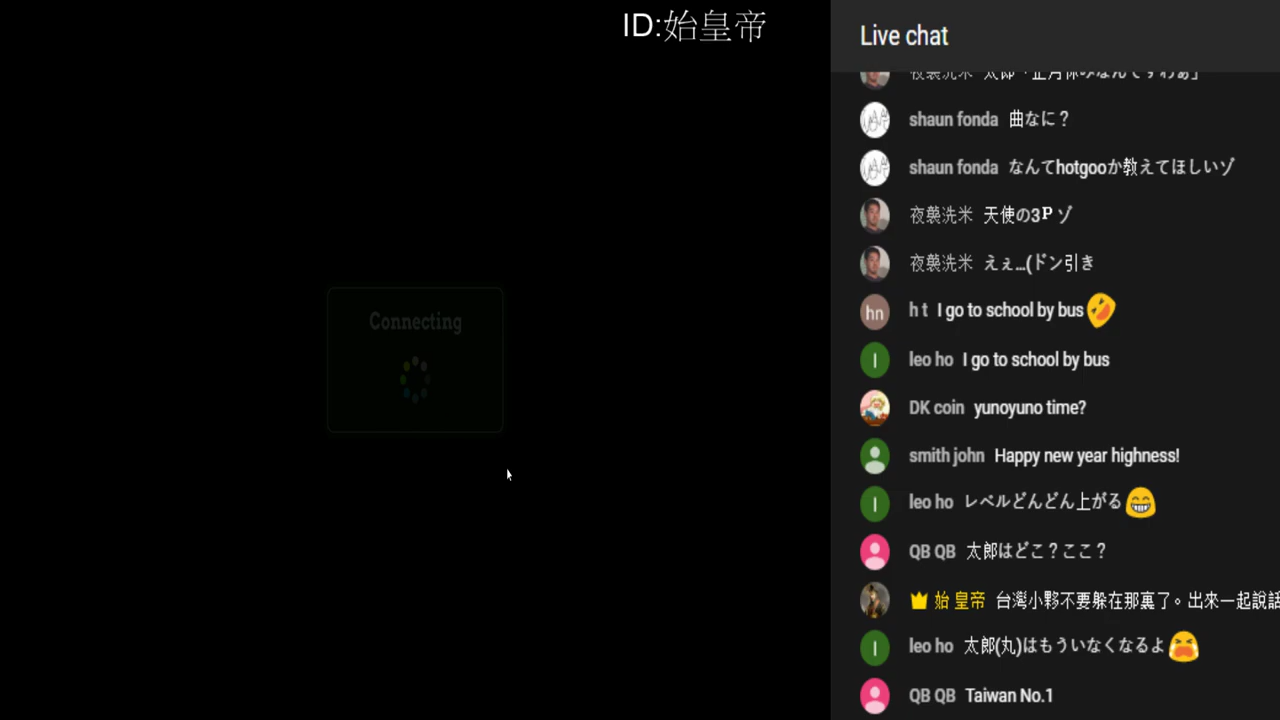 ID:始皇帝
Live chat
shaun fonda 曲なに？
shaun fonda なんてhotgooか教えてほしいゾ
夜襲洗米 天使の3P ゾ
夜襲洗米 えぇ...(ドン引き
Connecting
hn h t I go to school by bus🤣
l leo ho I go to school by bus
DK coin yunoyuno time?
smith john Happy new year highness!
l leo ho レベルどんどん上がる😁
QB QB 太郎はどこ？ここ？
始 皇帝 台灣小夥不要躲在那裏了。出來一起說話
l leo ho 太郎(丸)はもういなくなるよ😭
QB QB Taiwan No.1